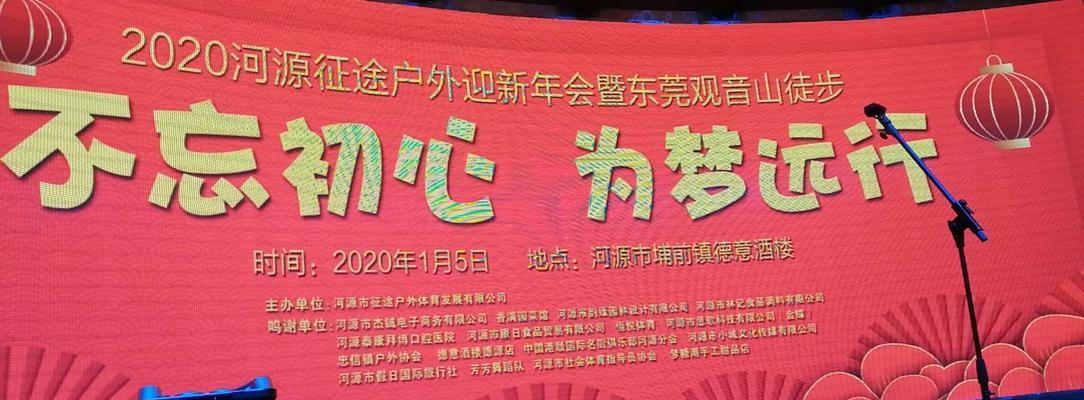 2020河源征途户外迎新年会暨东莞观音山徒步
不忘初心 为梦远行
时间：2020年1月5日 地点：河源市埔前镇德意酒楼
主办单位：河源市征途户外体育发展有限公司
鸣谢单位：河源市杰铖电子商务有限公司 香满园菜馆 河源市韵绿园林设计有限公司 河源市林记食品调料有限公司
河源泰康拜博口腔医院 河源市康日食品贸易有限公司 恒悦体育 河源市思歌科技有限公司
忠信镇户外协会 德意酒楼德源店 中国港颐国际名厨俱乐部河源分会 河源市小城文化传媒有限公司
河源市假日国际旅行社 芳芳舞蹈队 河源市社会体育指导员协会 手工甜品店